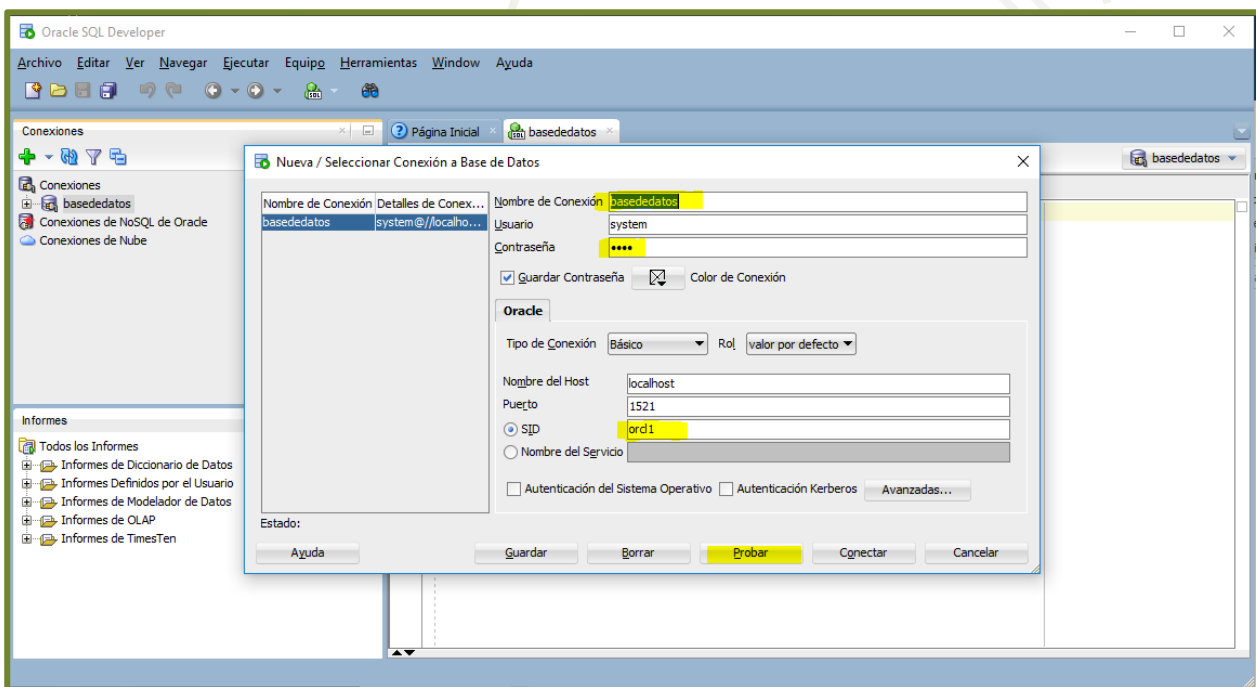 Oracle SQL Developer
Archivo Editar Ver Navegar Ejecutar Equipo Herramientas Window Ayuda
Conexiones
Página Inicial
basededatos
basededatos
Conexiones
basededatos
Conexiones de NoSQL de Oracle
Conexiones de Nube
Nueva / Seleccionar Conexión a Base de Datos
Nombre de Conexión Detalles de Conex...
basededatos system@//localho...
Nombre de Conexión basededatos
Usuario system
Contraseña ••••
Guardar Contraseña Color de Conexión
Oracle
Tipo de Conexión Básico Rol valor por defecto
Nombre del Host localhost
Puerto 1521
SID orcl1
Nombre del Servicio
Autenticación del Sistema Operativo Autenticación Kerberos Avanzadas...
Estado:
Ayuda Guardar Borrar Probar Conectar Cancelar
Informes
Todos los Informes
Informes de Diccionario de Datos
Informes Definidos por el Usuario
Informes de Modelador de Datos
Informes de OLAP
Informes de TimesTen